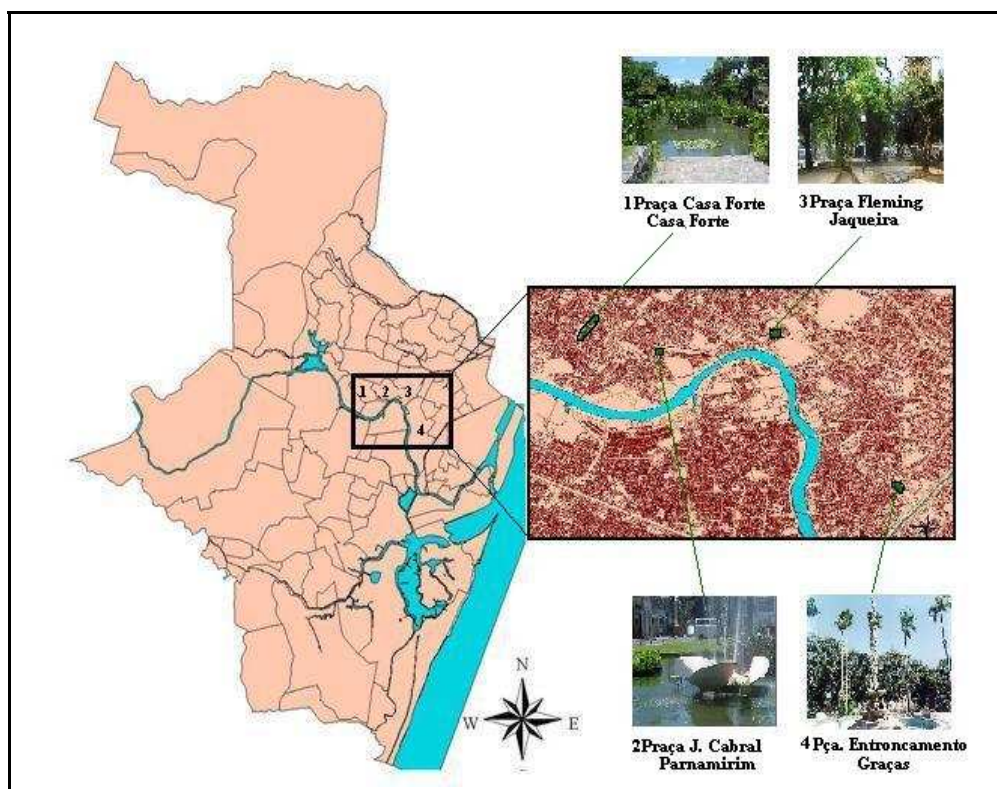 1Praça Casa Forte
Casa Forte
3Praça Fleming
Jaqueira
1 2 3
4
N
W E
2Praça J. Cabral
Parnamirim
4 Pça. Entroncamento
Graças